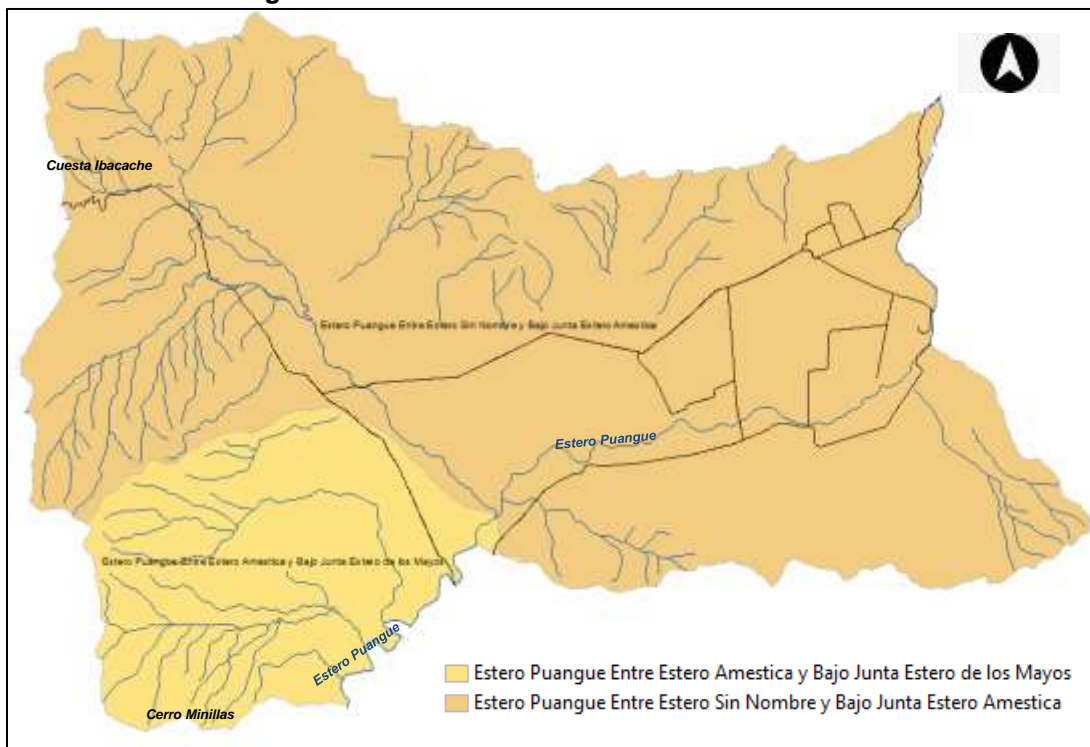 Cuesta Ibacache
Estero Puangue Entre Estero Sin Nombre y Bajo Junta Estero Amestica
Estero Puangue
Estero Puangue Entre Estero Amestica y Bajo Junta Estero de los Mayos
Estero Puangue
Estero Puangue Entre Estero Amestica y Bajo Junta Estero de los Mayos
Estero Puangue Entre Estero Sin Nombre y Bajo Junta Estero Amestica
Cerro Minillas